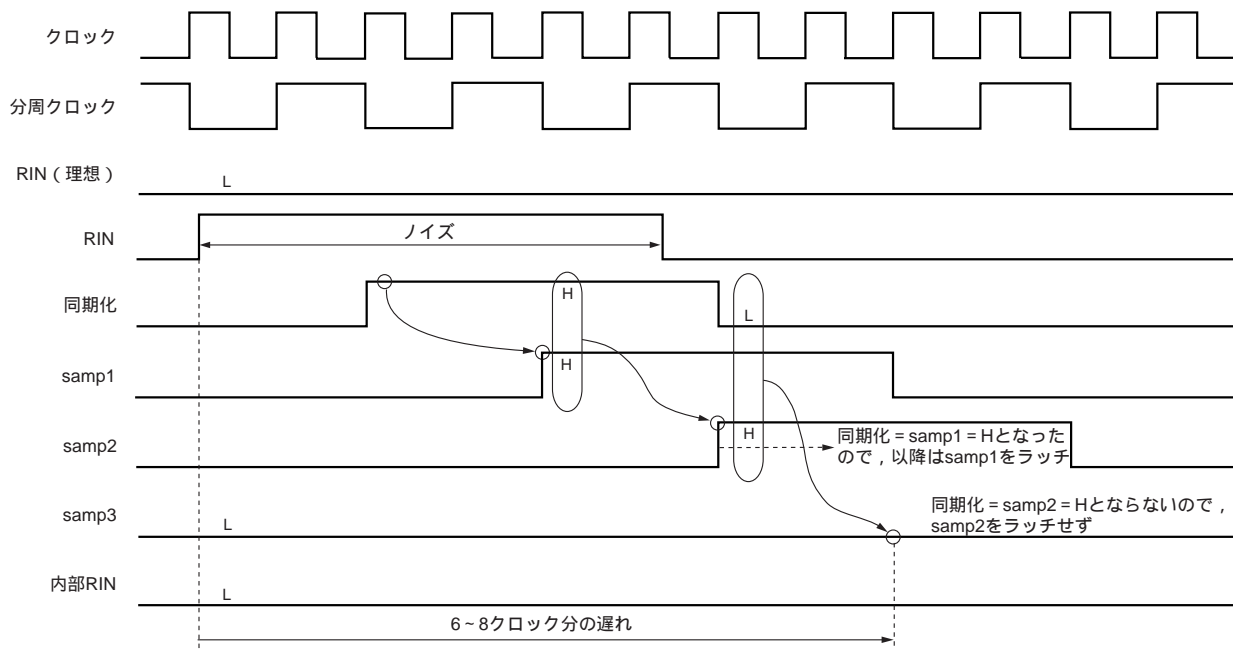 クロック
分周クロック
RIN(理想)
L
RIN
ノイズ
同期化
H
L
samp1
H
samp2
H
同期化=samp1=Hとなった
ので,以降はsamp1をラッチ
samp3
L
同期化=samp2=Hとならないので,
samp2をラッチせず
内部RIN
L
6~8クロック分の遅れ